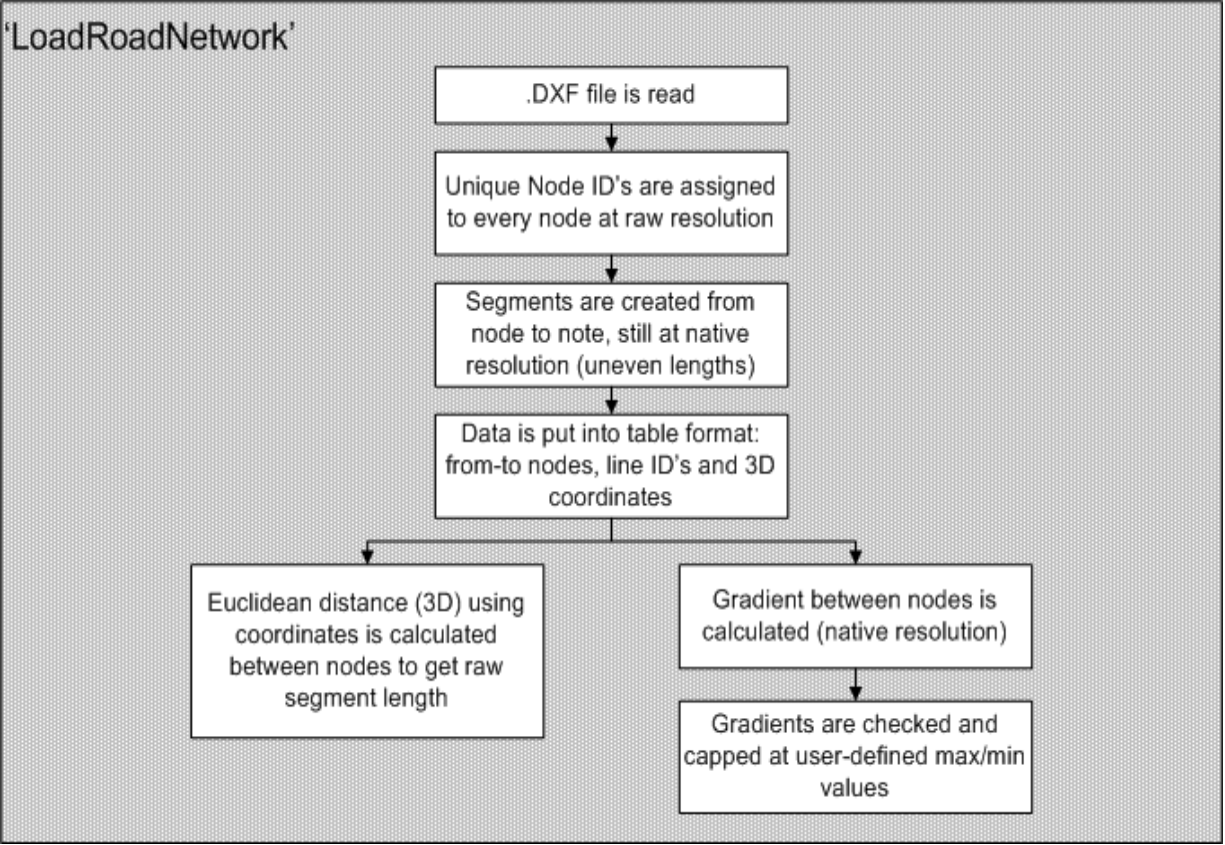 ‘LoadRoadNetwork’
.DXF file is read
Unique Node ID’s are assigned
to every node at raw resolution
Segments are created from
node to note, still at native
resolution (uneven lengths)
Data is put into table format:
from-to nodes, line ID’s and 3D
coordinates
Euclidean distance (3D) using
coordinates is calculated
between nodes to get raw
segment length
Gradient between nodes is
calculated (native resolution)
Gradients are checked and
capped at user-defined max/min
values